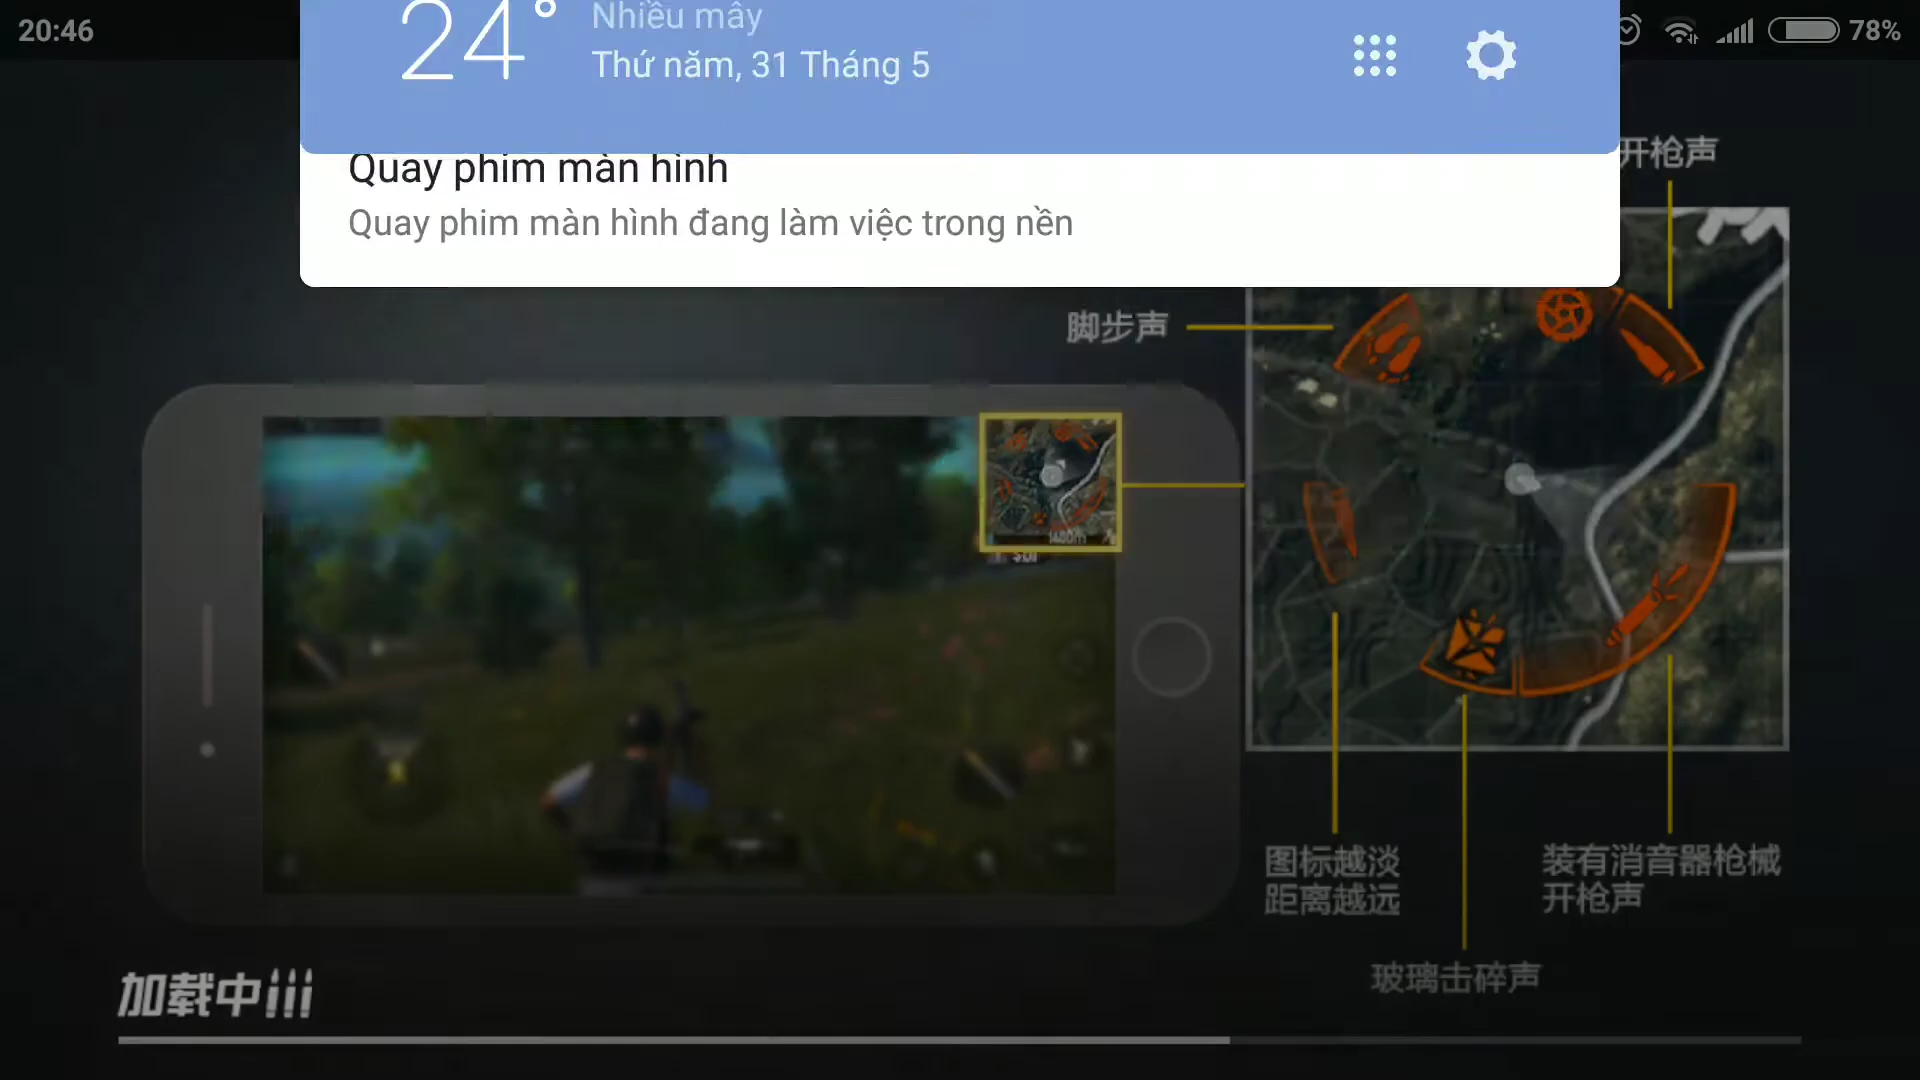 20:46
78%
24°
Nhiều mây
Thứ năm, 31 Tháng 5
Quay phim màn hình
Quay phim màn hình đang làm việc trong nền
开枪声
脚步声
图标越淡
距离越远
装有消音器枪械
开枪声
玻璃击碎声
加载中